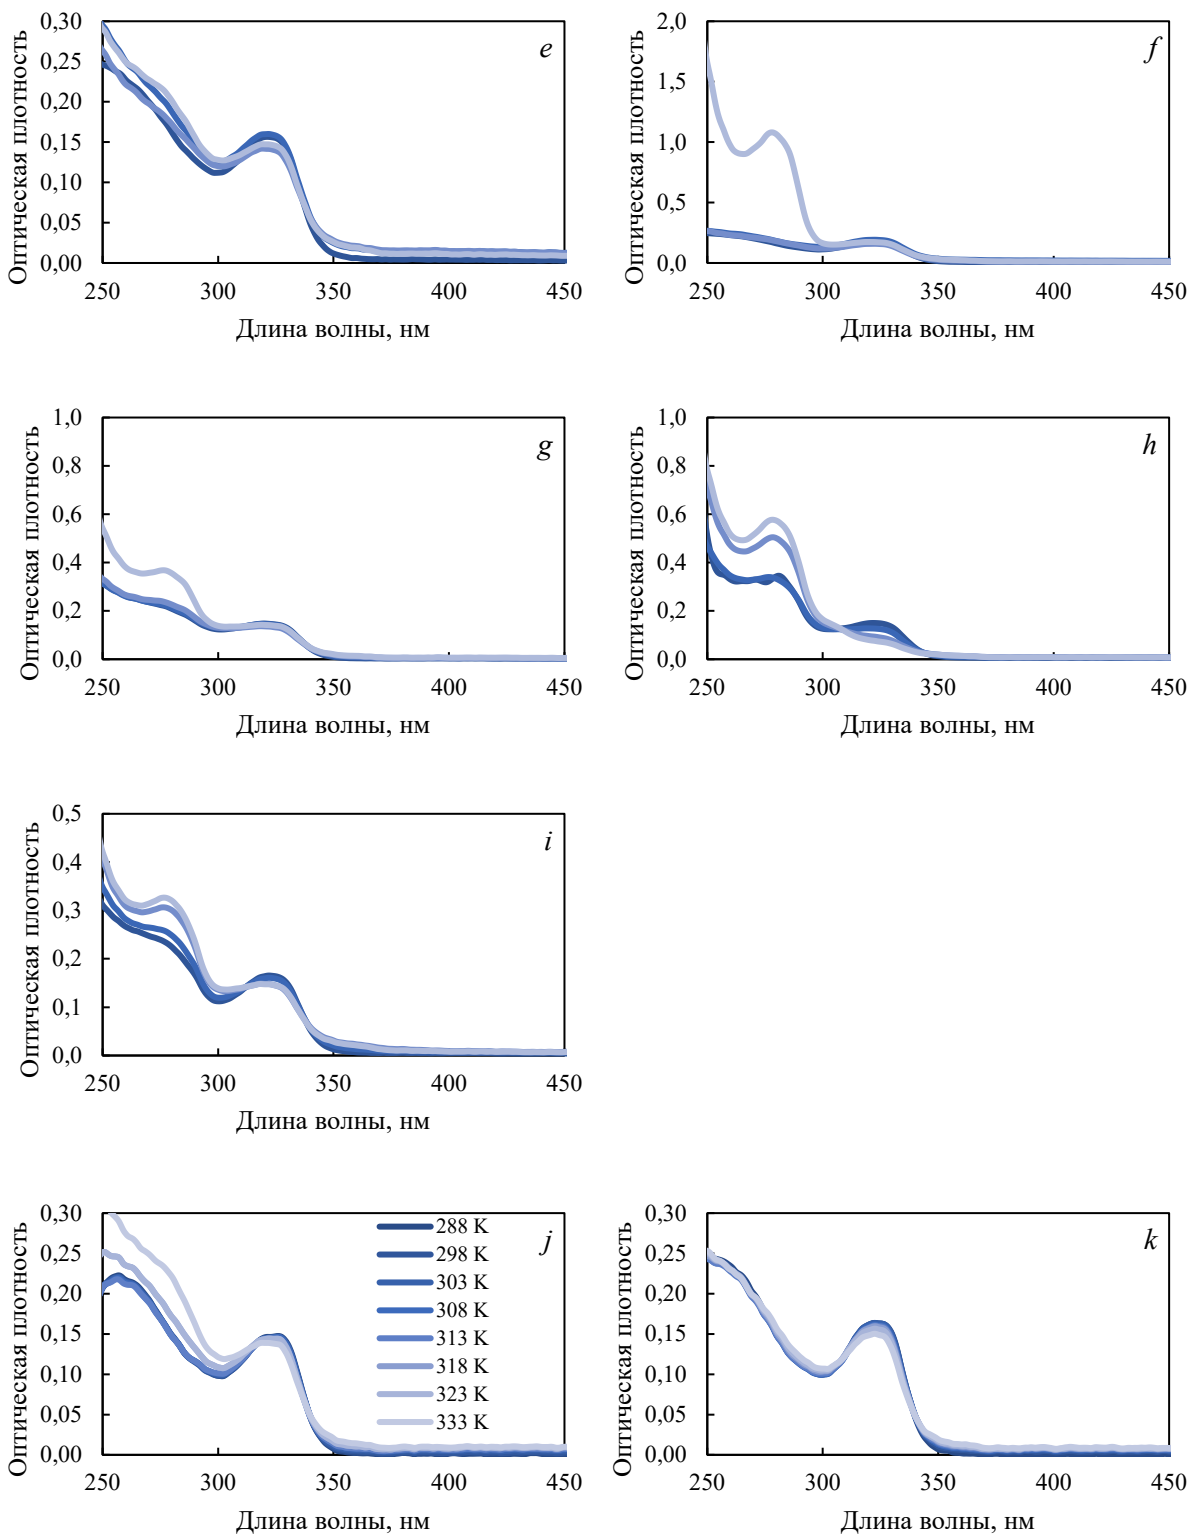 0,30
0,25
0,20
0,15
0,10
0,05
0,00
250 300 350 400 450
Оптическая плотность
Длина волны, нм
e
2,0
1,5
1,0
0,5
0,0
250 300 350 400 450
Оптическая плотность
Длина волны, нм
f
1,0
0,8
0,6
0,4
0,2
0,0
250 300 350 400 450
Оптическая плотность
Длина волны, нм
g
1,0
0,8
0,6
0,4
0,2
0,0
250 300 350 400 450
Оптическая плотность
Длина волны, нм
h
0,5
0,4
0,3
0,2
0,1
0,0
250 300 350 400 450
Оптическая плотность
Длина волны, нм
i
0,30
0,25
0,20
0,15
0,10
0,05
0,00
250 300 350 400 450
Оптическая плотность
Длина волны, нм
j
288 K
298 K
303 K
308 K
313 K
318 K
323 K
333 K
0,30
0,25
0,20
0,15
0,10
0,05
0,00
250 300 350 400 450
Оптическая плотность
Длина волны, нм
k